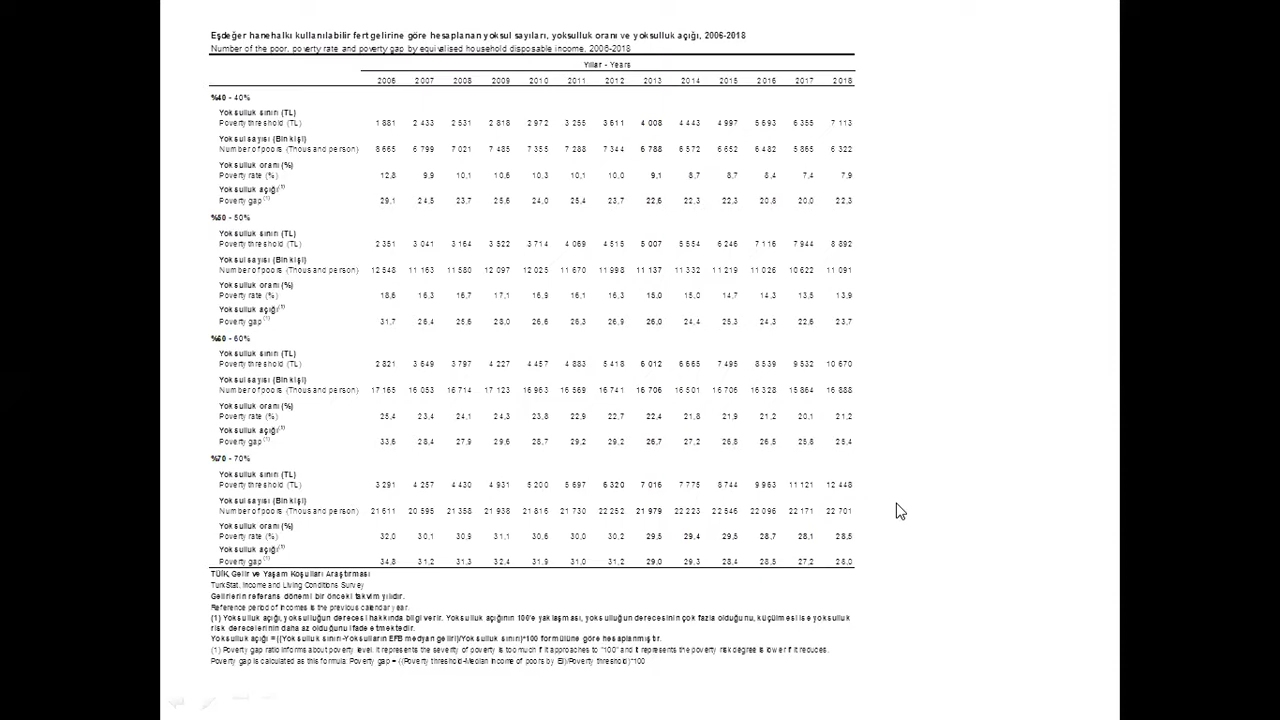 Eşdeğer hanehalkı kullanılabilir fert gelirine göre hesaplanan yoksul sayıları, yoksulluk oranı ve yoksulluk açığı, 2006-2018
Number of the poor, poverty rate and poverty gap by equivalised household disposable income, 2006-2018
Yıllar - Years
2006 2007 2008 2009 2010 2011 2012 2013 2014 2015 2016 2017 2018
%40 - 40%
Yoksulluk sınırı (TL)
Poverty threshold (TL) 1 881 2 433 2 531 2 818 2 972 3 255 3 611 4 008 4 443 4 997 5 693 6 355 7 113
Yoksul sayısı (Bin kişi)
Number of poors (Thousand person) 8 665 6 799 7 021 7 485 7 355 7 288 7 344 6 788 6 572 6 652 6 482 5 865 6 322
Yoksulluk oranı (%)
Poverty rate (%) 12,8 9,9 10,1 10,6 10,3 10,1 10,0 9,1 8,7 8,7 8,4 7,4 7,9
Yoksulluk açığı(1)
Poverty gap(1) 29,1 24,5 23,7 25,6 24,0 25,4 23,7 22,6 22,3 22,3 20,8 20,0 22,3
%50 - 50%
Yoksulluk sınırı (TL)
Poverty threshold (TL) 2 351 3 041 3 164 3 522 3 714 4 069 4 515 5 007 5 554 6 246 7 116 7 944 8 892
Yoksul sayısı (Bin kişi)
Number of poors (Thousand person) 12 548 11 163 11 580 12 097 12 025 11 670 11 998 11 137 11 332 11 219 11 026 10 622 11 091
Yoksulluk oranı (%)
Poverty rate (%) 18,6 16,3 16,7 17,1 16,9 16,1 16,3 15,0 15,0 14,7 14,3 13,5 13,9
Yoksulluk açığı(1)
Poverty gap(1) 31,7 26,4 25,6 28,0 26,6 26,3 26,9 26,0 24,4 25,3 24,3 22,6 23,7
%60 - 60%
Yoksulluk sınırı (TL)
Poverty threshold (TL) 2 821 3 649 3 797 4 227 4 457 4 883 5 418 6 012 6 665 7 495 8 539 9 532 10 670
Yoksul sayısı (Bin kişi)
Number of poors (Thousand person) 17 165 16 053 16 714 17 123 16 963 16 569 16 741 16 706 16 501 16 706 16 328 15 864 16 888
Yoksulluk oranı (%)
Poverty rate (%) 25,4 23,4 24,1 24,3 23,8 22,9 22,7 22,4 21,8 21,9 21,2 20,1 21,2
Yoksulluk açığı(1)
Poverty gap(1) 33,6 28,4 27,9 29,6 28,7 29,2 29,2 26,7 27,2 26,8 26,5 25,8 25,4
%70 - 70%
Yoksulluk sınırı (TL)
Poverty threshold (TL) 3 291 4 257 4 430 4 931 5 200 5 697 6 320 7 016 7 775 8 744 9 963 11 121 12 448
Yoksul sayısı (Bin kişi)
Number of poors (Thousand person) 21 611 20 595 21 358 21 938 21 816 21 730 22 252 21 979 22 223 22 546 22 096 22 171 22 701
Yoksulluk oranı (%)
Poverty rate (%) 32,0 30,1 30,9 31,1 30,6 30,0 30,2 29,5 29,4 29,5 28,7 28,1 28,5
Yoksulluk açığı(1)
Poverty gap(1) 34,8 31,2 31,3 32,4 31,9 31,0 31,2 29,0 29,3 28,4 28,5 27,2 26,0
TÜİK, Gelir ve Yaşam Koşulları Araştırması
TurkStat, Income and Living Conditions Survey
Gelirlerin referans dönemi bir önceki takvim yılıdır.
Reference period of incomes is the previous calendar year.
(1) Yoksulluk açığı, yoksulluğun derecesi hakkında bilgi verir. Yoksulluk açığının 100'e yaklaşması, yoksulluğun derecesinin çok fazla olduğunu, küçülmesi ise yoksulluk
risk derecelerinin daha az olduğunu ifade etmektedir.
Yoksulluk açığı =((Yoksulluk sınırı-Yoksulların EFB medyan geliri)/Yoksulluk sınırı)*100 formülüne göre hesaplanmıştır.
(1) Poverty gap ratio informs about poverty level. It represents the severity of poverty is too much if it approaches to "100" and it represents the poverty risk degree is lower if it reduces.
Poverty gap is calculated as this formula: Poverty gap = ((Poverty threshold-Median income of poors by EI)/Poverty threshold)*100